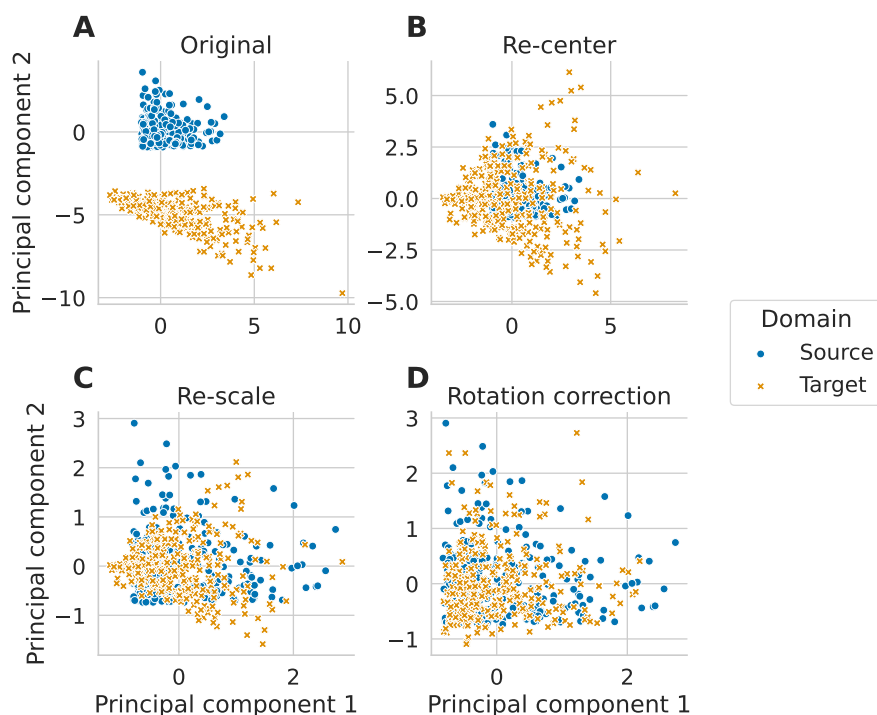 A
Original
Principal component 2
0
−5
−10
0
5
10
B
Re-center
5.0
2.5
0.0
−2.5
−5.0
0
5
Domain
Source
Target
C
Re-scale
Principal component 2
3
2
1
0
−1
0
2
Principal component 1
D
Rotation correction
3
2
1
0
−1
0
2
Principal component 1